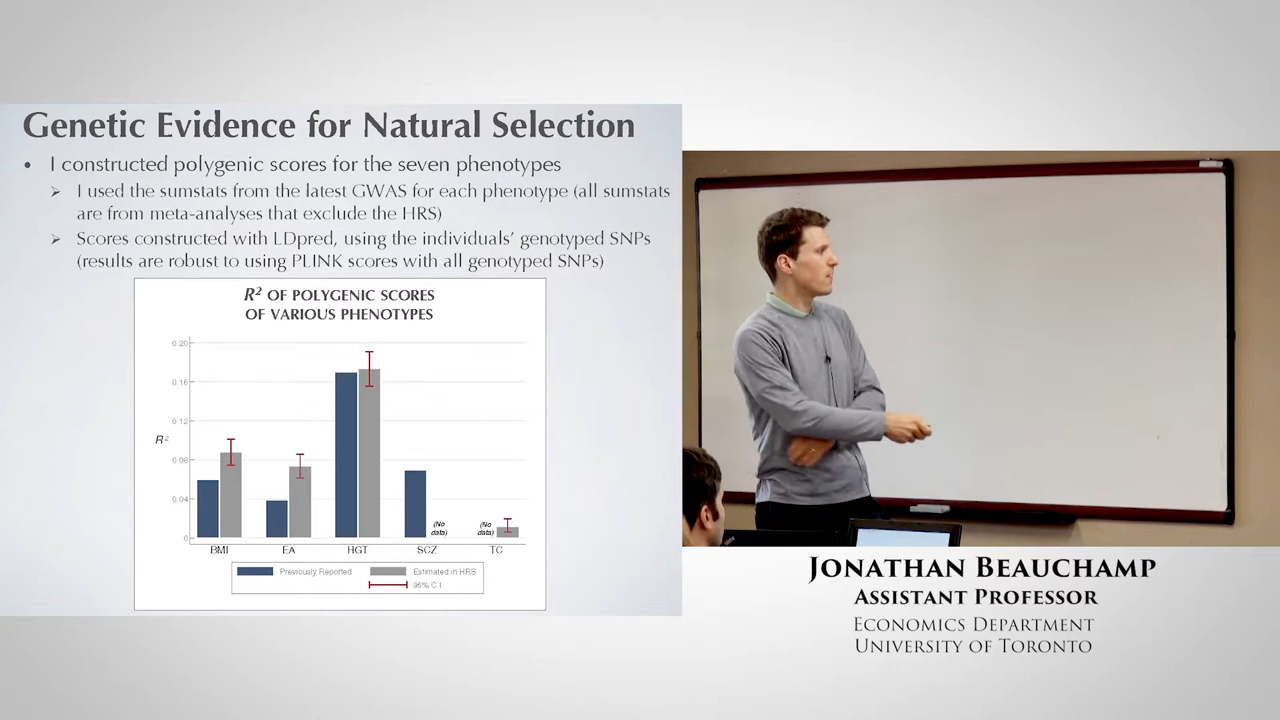 Genetic Evidence for Natural Selection
• I constructed polygenic scores for the seven phenotypes
➢ I used the sumstats from the latest GWAS for each phenotype (all sumstats
are from meta-analyses that exclude the HRS)
➢ Scores constructed with LDpred, using the individuals' genotyped SNPs
(results are robust to using PLINK scores with all genotyped SNPs)
R² OF POLYGENIC SCORES
OF VARIOUS PHENOTYPES
0.20
0.16
0.12
R²
0.08
0.04
0
(No data)
(No data)
BMI EA HGT SCZ TC
Previously Reported Estimated in HRS
95% C.I.
JONATHAN BEAUCHAMP
ASSISTANT PROFESSOR
ECONOMICS DEPARTMENT
UNIVERSITY OF TORONTO